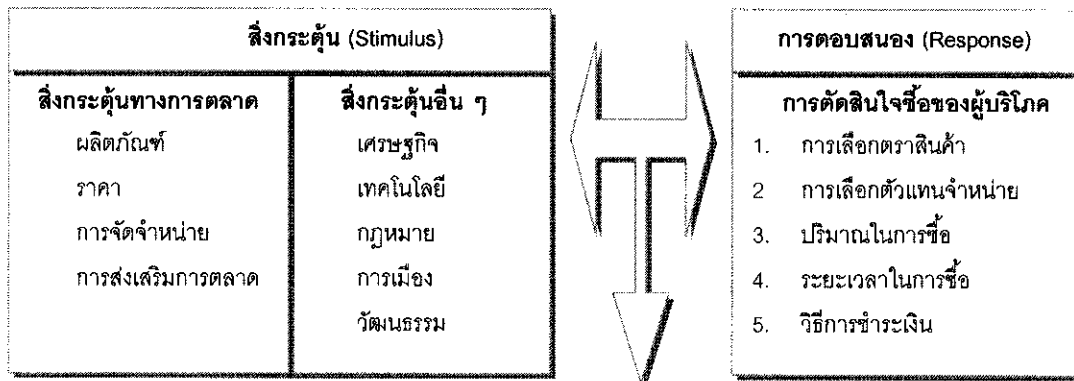 สิ่งกระตุ้น (Stimulus)
สิ่งกระตุ้นทางการตลาด
ผลิตภัณฑ์
ราคา
การจัดจำหน่าย
การส่งเสริมการตลาด
สิ่งกระตุ้นอื่น ๆ
เศรษฐกิจ
เทคโนโลยี
กฎหมาย
การเมือง
วัฒนธรรม
การตอบสนอง (Response)
การตัดสินใจซื้อของผู้บริโภค
1. การเลือกตราสินค้า
2 การเลือกตัวแทนจำหน่าย
3. ปริมาณในการซื้อ
4. ระยะเวลาในการซื้อ
5. วิธีการชำระเงิน